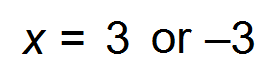 x = 3 or –3